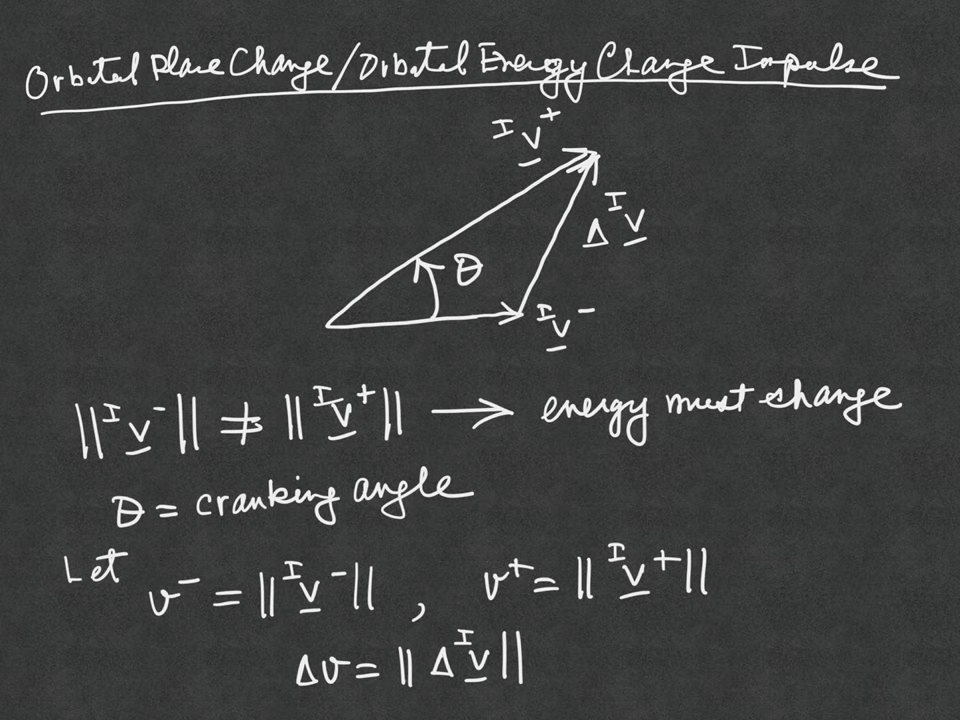 Orbital Plane Change/Orbital Energy Change Impulse
ᴵv̲⁺
Δᴵv̲
θ
ᴵv̲⁻
||ᴵv̲⁻|| ≠ ||ᴵv̲⁺|| → energy must change
θ = cranking angle
Let
v⁻ = ||ᴵv̲⁻|| , v⁺ = ||ᴵv̲⁺||
Δv = ||Δᴵv̲||